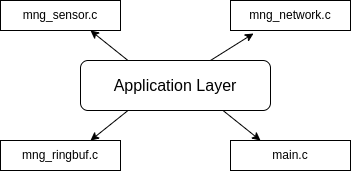 mng_sensor.c
mng_network.c
Application Layer
mng_ringbuf.c
main.c